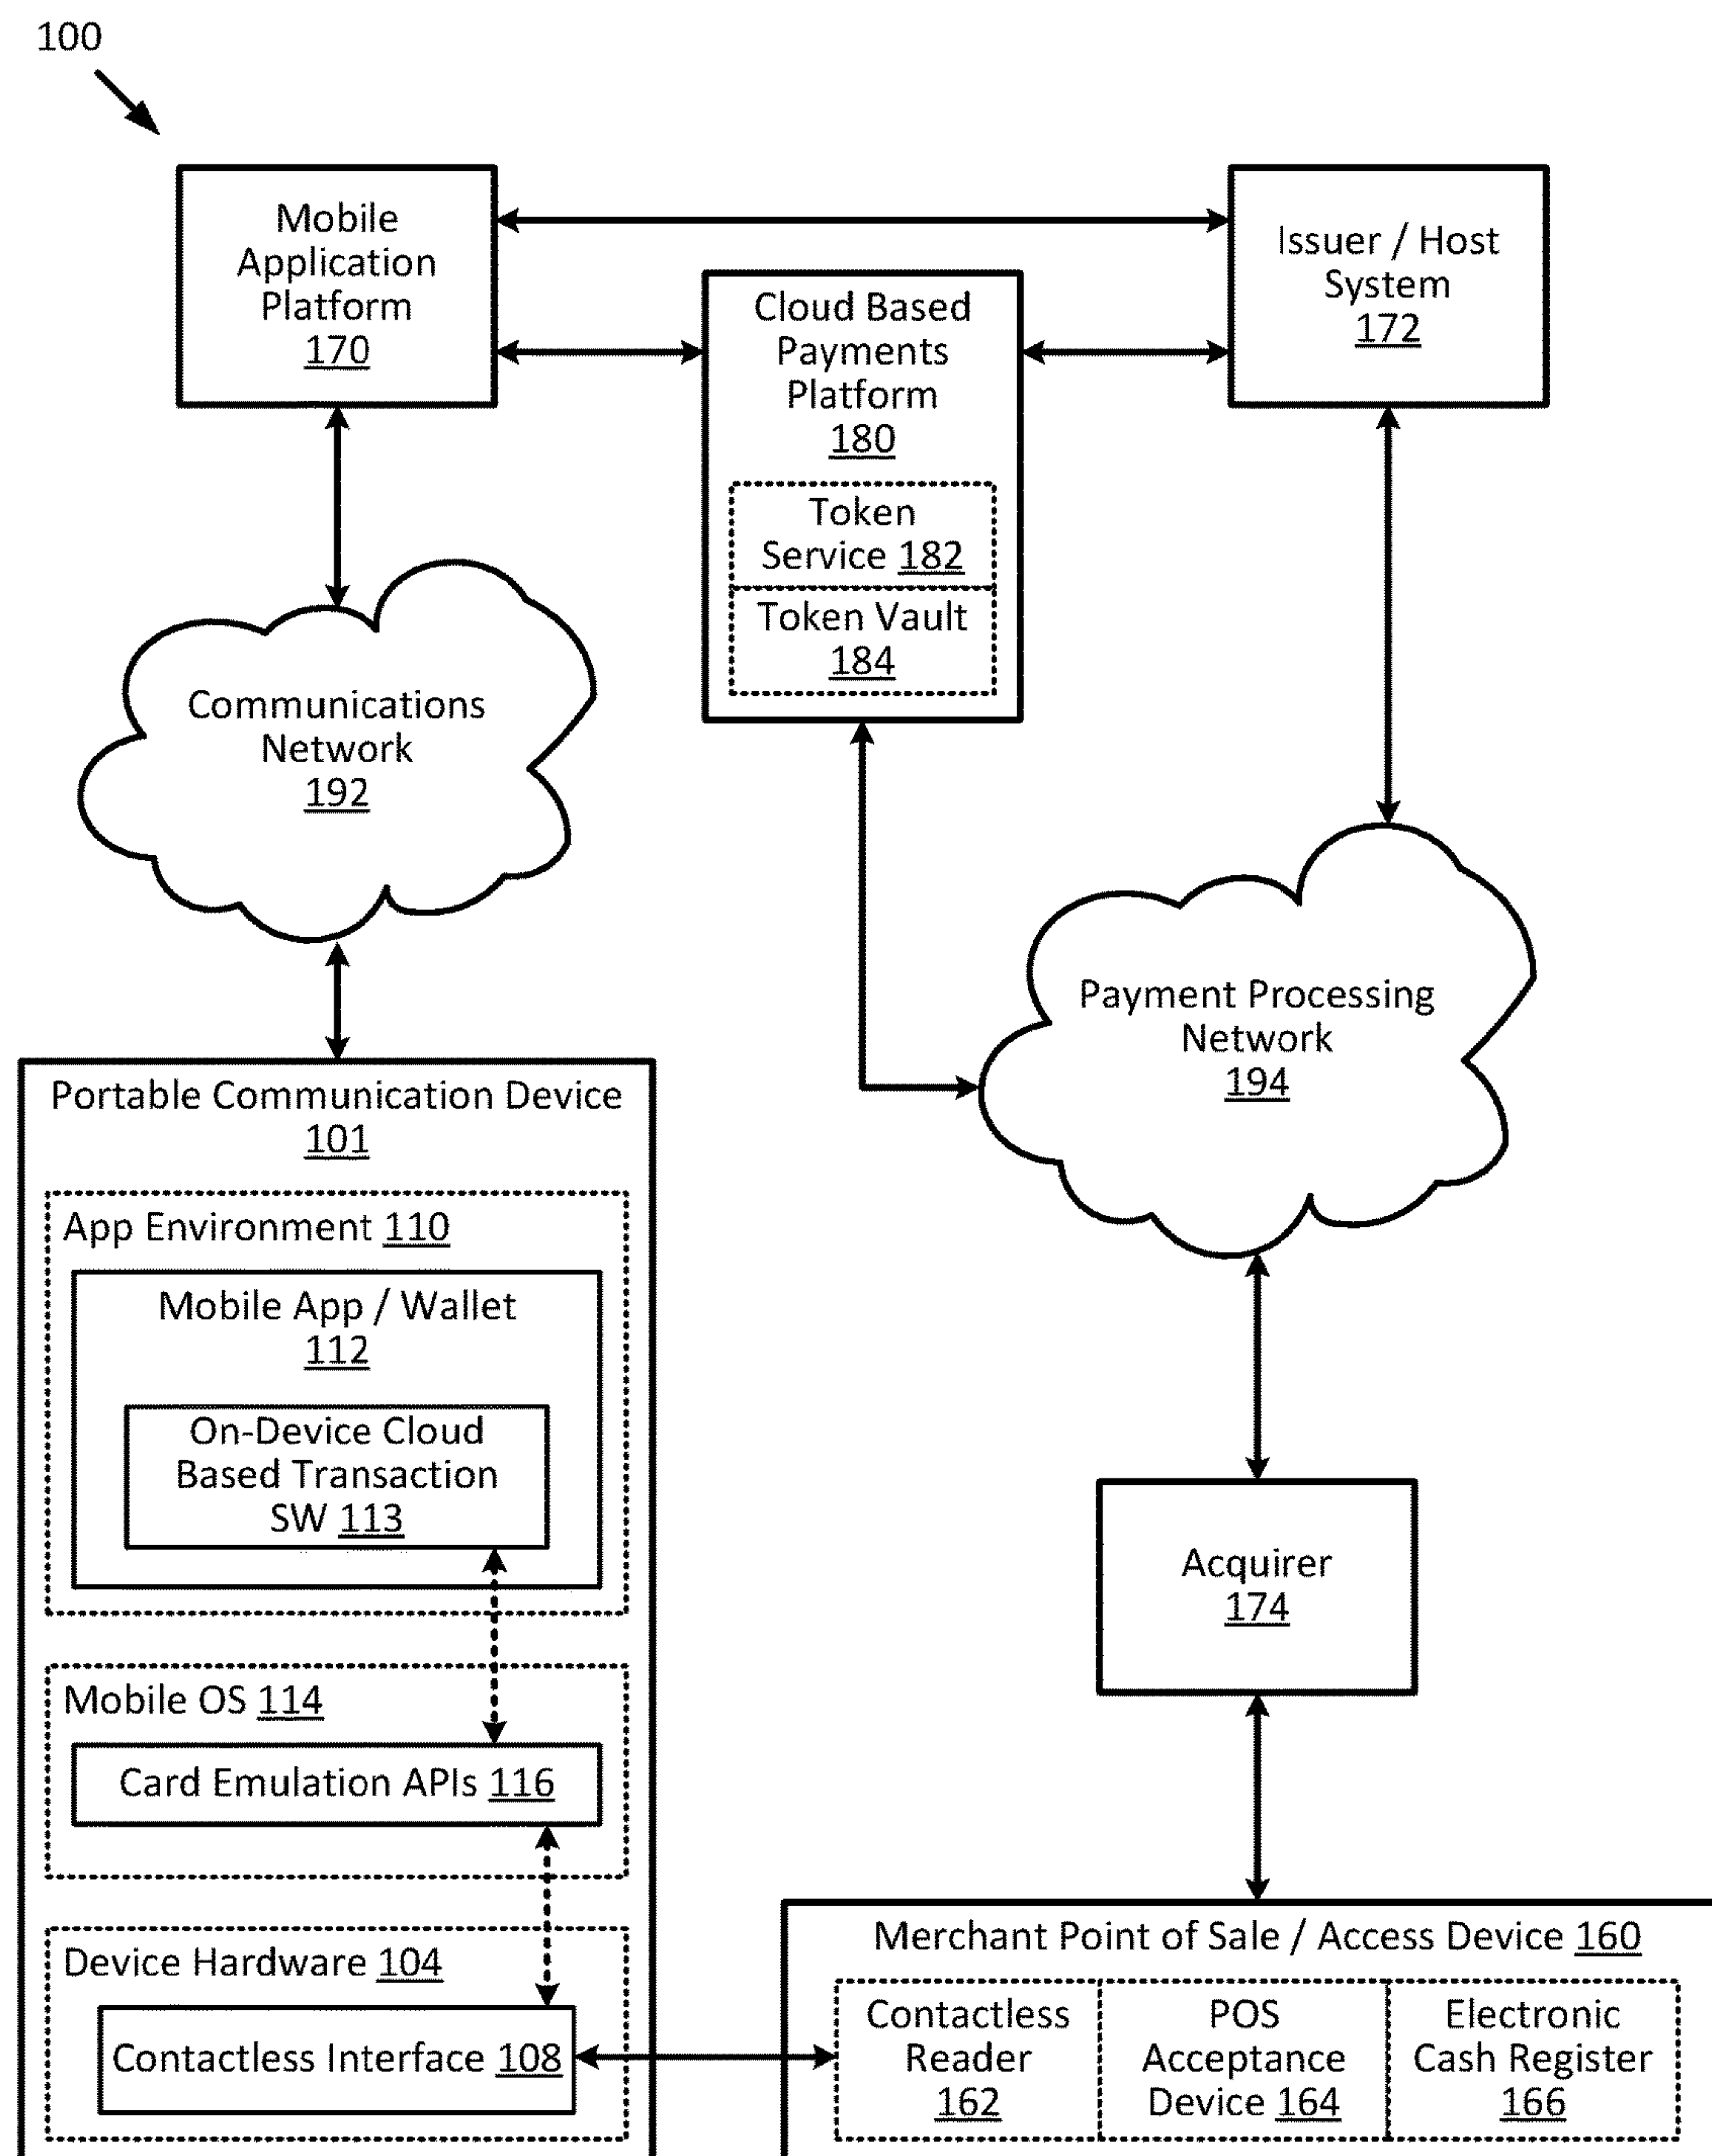 100
Mobile
Application
Platform
170
Issuer / Host
System
172
Cloud Based
Payments
Platform
180
Token
Service 182
Token Vault
184
Communications
Network
192
Payment Processing
Network
194
Portable Communication Device
101
App Environment 110
Mobile App / Wallet
112
On-Device Cloud
Based Transaction
SW 113
Acquirer
174
Mobile OS 114
Card Emulation APIs 116
Device Hardware 104
Contactless Interface 108
Merchant Point of Sale / Access Device 160
Contactless
Reader
162
POS
Acceptance
Device 164
Electronic
Cash Register
166